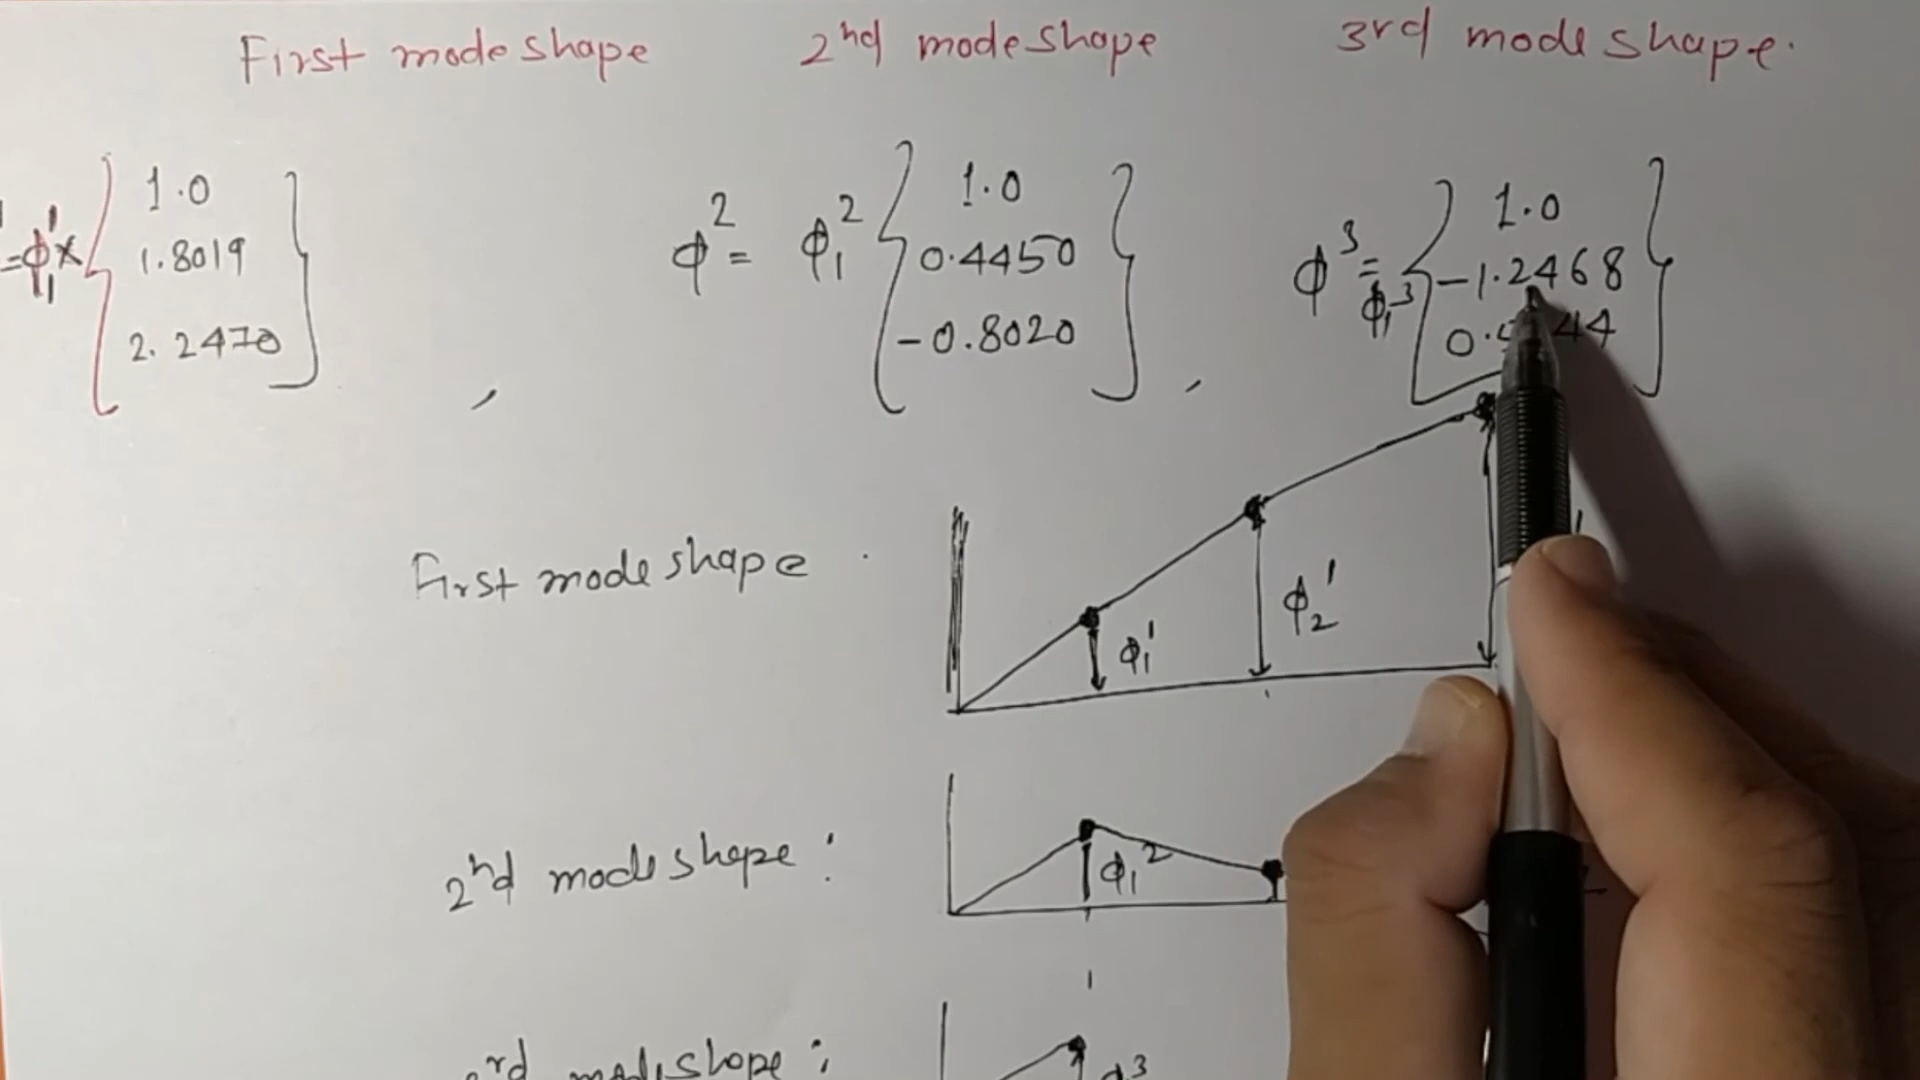 First mode shape 2nd mode shape 3rd mode shape.
= ϕ₁¹ x { 1.0 1.8019 2.2470 } , ϕ² = ϕ₁² { 1.0 0.4450 -0.8020 } , ϕ³ = ϕ₁³ { 1.0 -1.2468
First mode shape .
ϕ₁¹ ϕ₂¹
2nd mode shape :
ϕ₁²
mode shape :